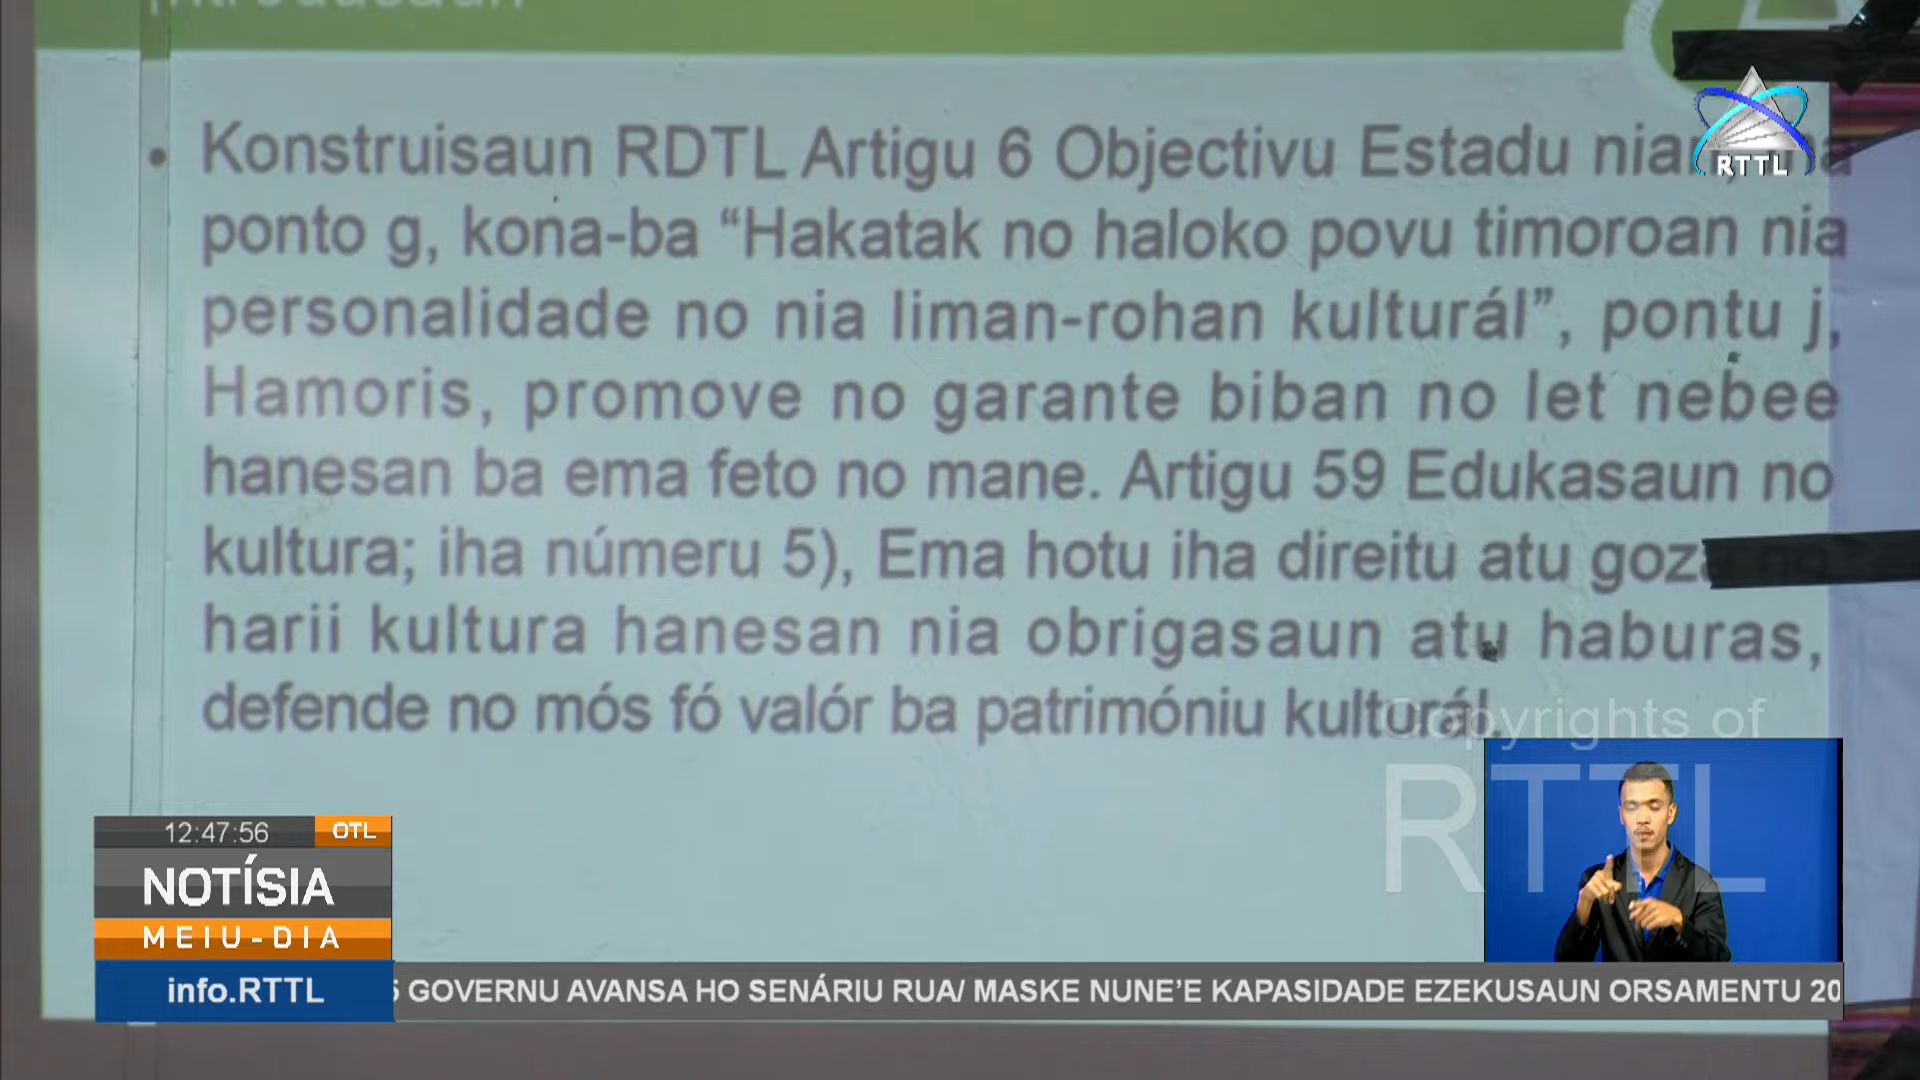 • Konstruisaun RDTL Artigu 6 Objectivu Estadu nian,
ponto g, kona-ba “Hakatak no haloko povu timoroan nia
personalidade no nia liman-rohan kulturál”, pontu j,
Hamoris, promove no garante biban no let nebee
hanesan ba ema feto no mane. Artigu 59 Edukasaun no
kultura; iha númeru 5), Ema hotu iha direitu atu goza no
harii kultura hanesan nia obrigasaun atu haburas,
defende no mós fó valór ba patrimóniu kulturál.
RTTL
Copyrights of
RTTL
12:47:56 OTL
NOTÍSIA
MEIU-DIA
info.RTTL
5 GOVERNU AVANSA HO SENÁRIU RUA/ MASKE NUNE’E KAPASIDADE EZEKUSAUN ORSAMENTU 20